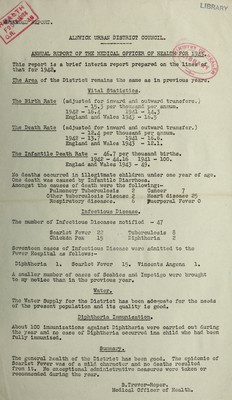 LIBRARY
REPORT.
ALNWICK URBAN DISTRICT COUNCIL.
ANNUAL REPORT OF THE MEDICAL OFFICER OF HEALTH FOR 1943.
This report is a brief interim report prepared on the lines of
that for 1942.
The Area of the District remains the same as in previous years.
Vital Statistics.
The Birth Rate (adjusted for inward and outward transfers.)
- 15.3 per thousand per annum.
1942 - 16.3 1941 - 14.3
England and Wales 1943 - 16.5
The Death Rate (adjusted for inward and outward transfers.)
- 12.4 per thousand per annum.
1942 - 13.7 1941 - 16.1
England and Wales 1943 - 12.1.
The Infantile Death Rate - 46.7 per thousand births.
1942 - 44.16 1941 - 100.
England and Wales 1943 - 49.
No deaths occurred in illegitimate children under one year of age.
One death was caused by Infantile Diarrhoea.
Amongst the causes of death were the following:-
Pulmonary Tuberculosis 2 Cancer 7
Other tuberculosis Disease 2 Heart diseases 25
Respiratory diseases. 6 Puerperal Fever 0
Infectious Disease.
The number of Infectious Diseases notified - 47
Scarlet Fever 22 Tuberculosis 8
Chicken Pox 15 Diphtheria 2
Seventeen cases of Infectious Disease were admitted to the
Fever Hospital as follows:-
Diphtheria 1. Scarlet Fever 15. Vincents Angina 1.
A smaller number of cases of Scabies and Impetigo were brought
to my notice than in the previous year.
Water.
The Water Supply for the District has been adequate for the needs
of the present population and its quality is good.
Diphtheria Immunisation.
About 100 immunisations against Diphtheria were carried out during
the year and no case of Diphtheria occurred in a child who had been
fully immunised.
Summary.
The general health of the District has been good. The epidemic of
Scarlet Fever was of a mild character and no deaths resulted
from it. No exceptional administrative measures were taken or
recommended during the year.
B.Trevor-Roper.
Medical Officer of Health.